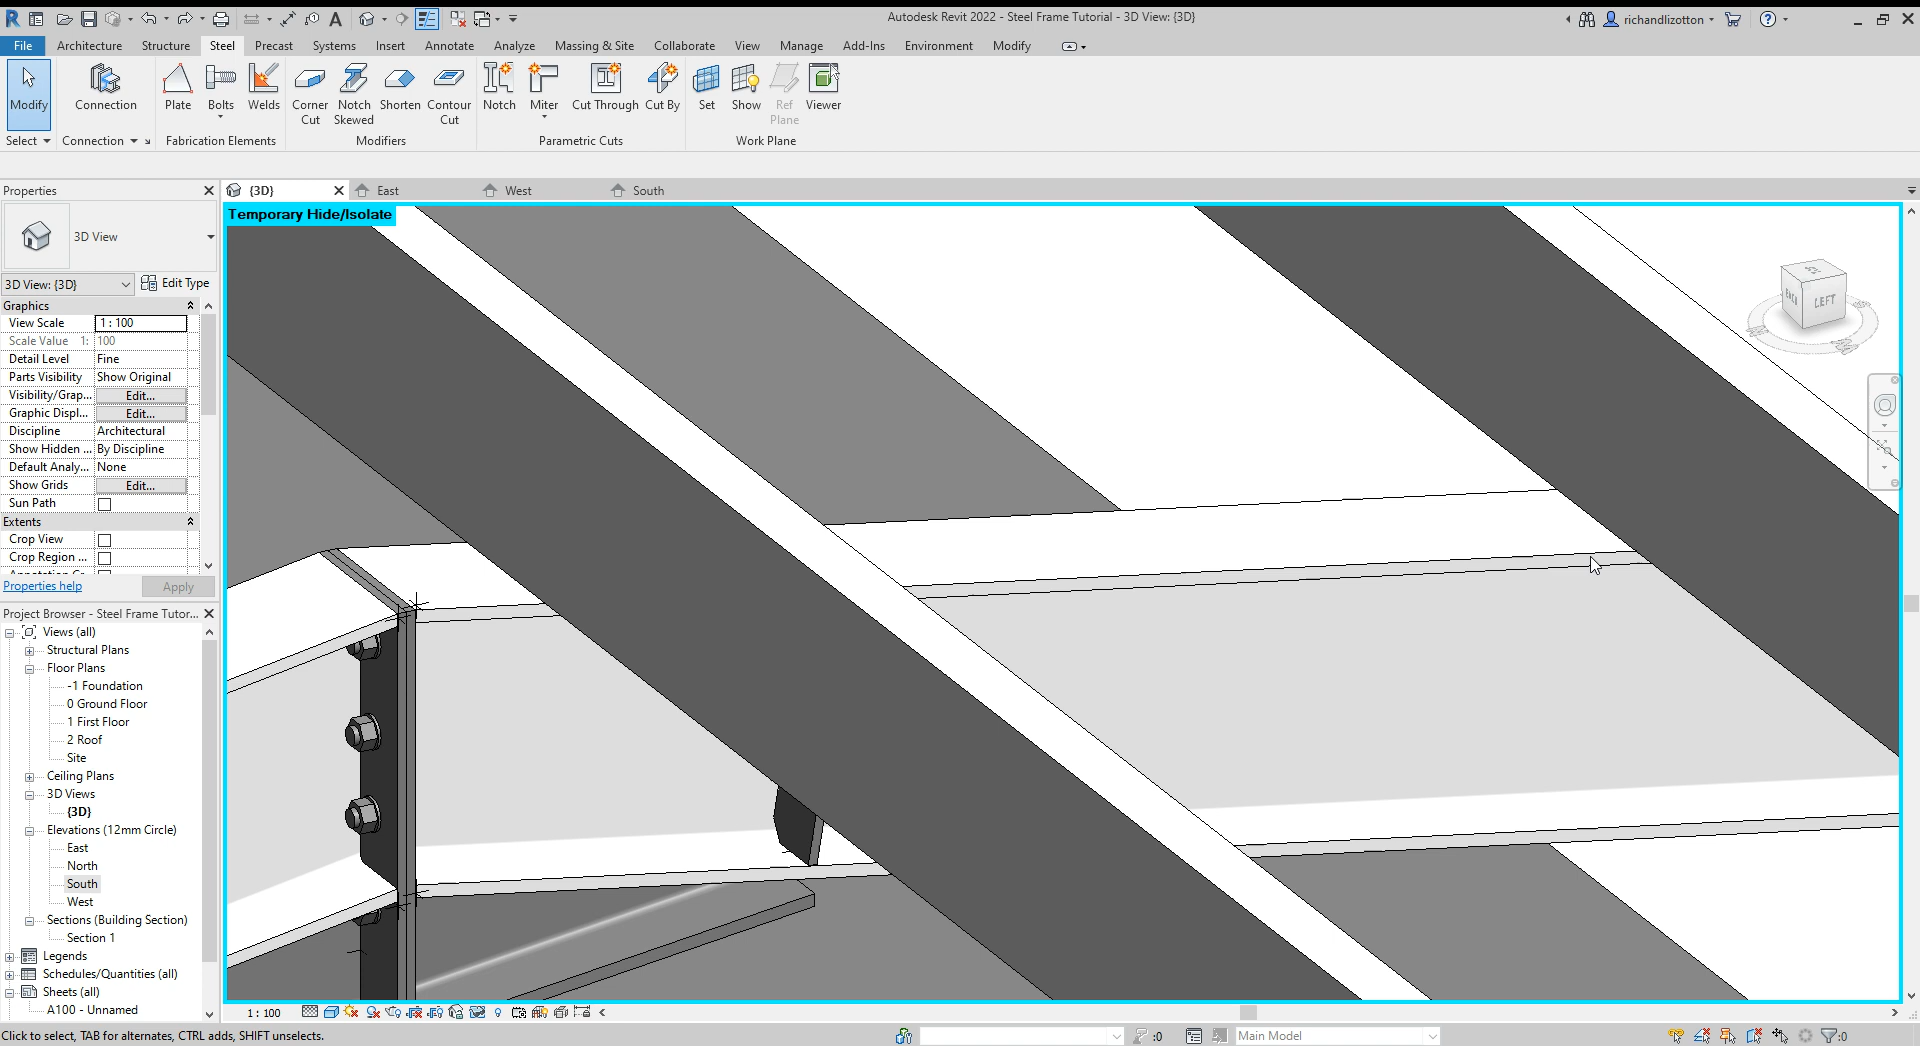 Autodesk Revit 2022 - Steel Frame Tutorial - 3D View: {3D}
richandlizotton
File Architecture Structure Steel Precast Systems Insert Annotate Analyze Massing & Site Collaborate View Manage Add-Ins Environment Modify
Modify
Connection
Plate
Bolts
Welds
Corner Cut
Notch Skewed
Shorten
Contour Cut
Notch
Miter
Cut Through
Cut By
Set
Show
Ref Plane
Viewer
Select
Connection
Fabrication Elements
Modifiers
Parametric Cuts
Work Plane
Properties
{3D}
East
West
South
Temporary Hide/Isolate
3D View
3D View: {3D}
Edit Type
Graphics
View Scale 1 : 100
Scale Value 1: 100
Detail Level Fine
Parts Visibility Show Original
Visibility/Grap... Edit...
Graphic Displ... Edit...
Discipline Architectural
Show Hidden ... By Discipline
Default Analy... None
Show Grids Edit...
Sun Path
Extents
Crop View
Crop Region ...
Properties help
Apply
Project Browser - Steel Frame Tutor...
Views (all)
Structural Plans
Floor Plans
-1 Foundation
0 Ground Floor
1 First Floor
2 Roof
Site
Ceiling Plans
3D Views
{3D}
Elevations (12mm Circle)
East
North
South
West
Sections (Building Section)
Section 1
Legends
Schedules/Quantities (all)
Sheets (all)
A100 - Unnamed
BACK
LEFT
1 : 100
Click to select, TAB for alternates, CTRL adds, SHIFT unselects.
:0
Main Model
:0